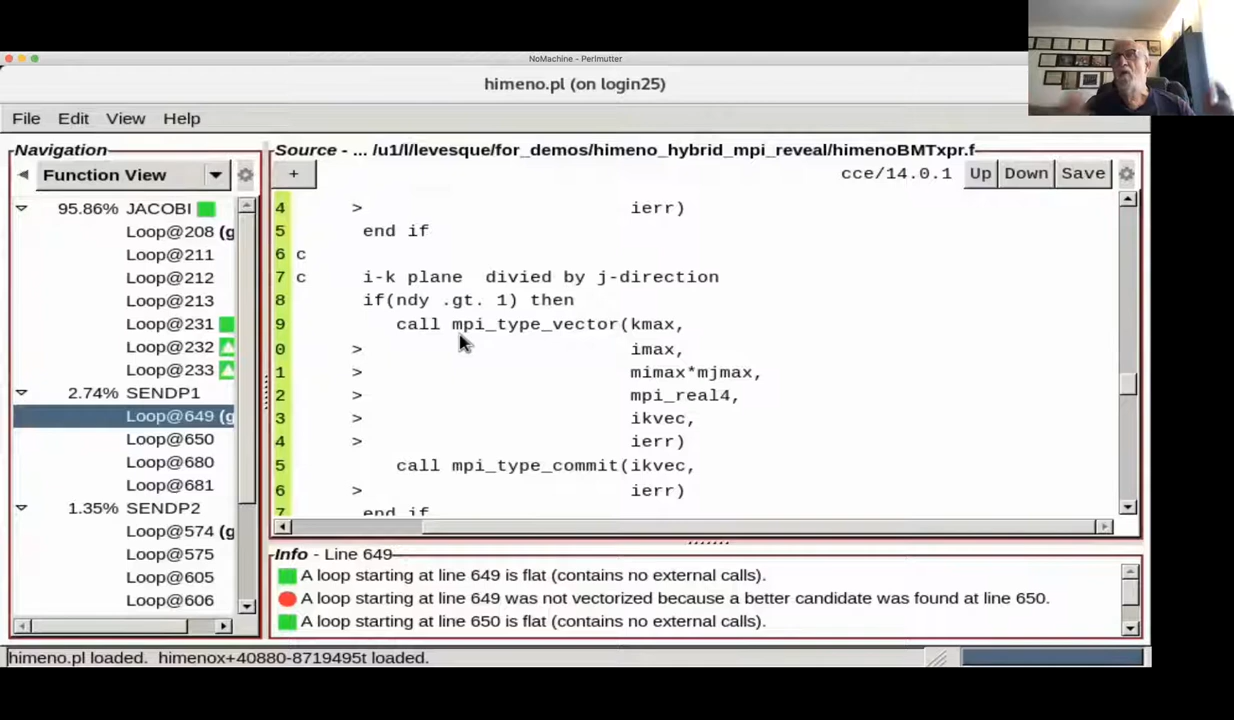 NoMachine - Perlmutter
himeno.pl (on login25)
File Edit View Help
Navigation
Function View
95.86% JACOBI
Loop@208 (g
Loop@211
Loop@212
Loop@213
Loop@231
Loop@232
Loop@233
2.74% SENDP1
Loop@649 (g
Loop@650
Loop@680
Loop@681
1.35% SENDP2
Loop@574 (g
Loop@575
Loop@605
Loop@606
Source - ... /u1/l/levesque/for_demos/himeno_hybrid_mpi_reveal/himenoBMTxpr.f
+ cce/14.0.1 Up Down Save
4 > ierr)
5 end if
6 c
7 c i-k plane divied by j-direction
8 if(ndy .gt. 1) then
9 call mpi_type_vector(kmax,
0 > imax,
1 > mimax*mjmax,
2 > mpi_real4,
3 > ikvec,
4 > ierr)
5 call mpi_type_commit(ikvec,
6 > ierr)
7 end if
Info - Line 649
A loop starting at line 649 is flat (contains no external calls).
A loop starting at line 649 was not vectorized because a better candidate was found at line 650.
A loop starting at line 650 is flat (contains no external calls).
himeno.pl loaded. himenox+40880-8719495t loaded.